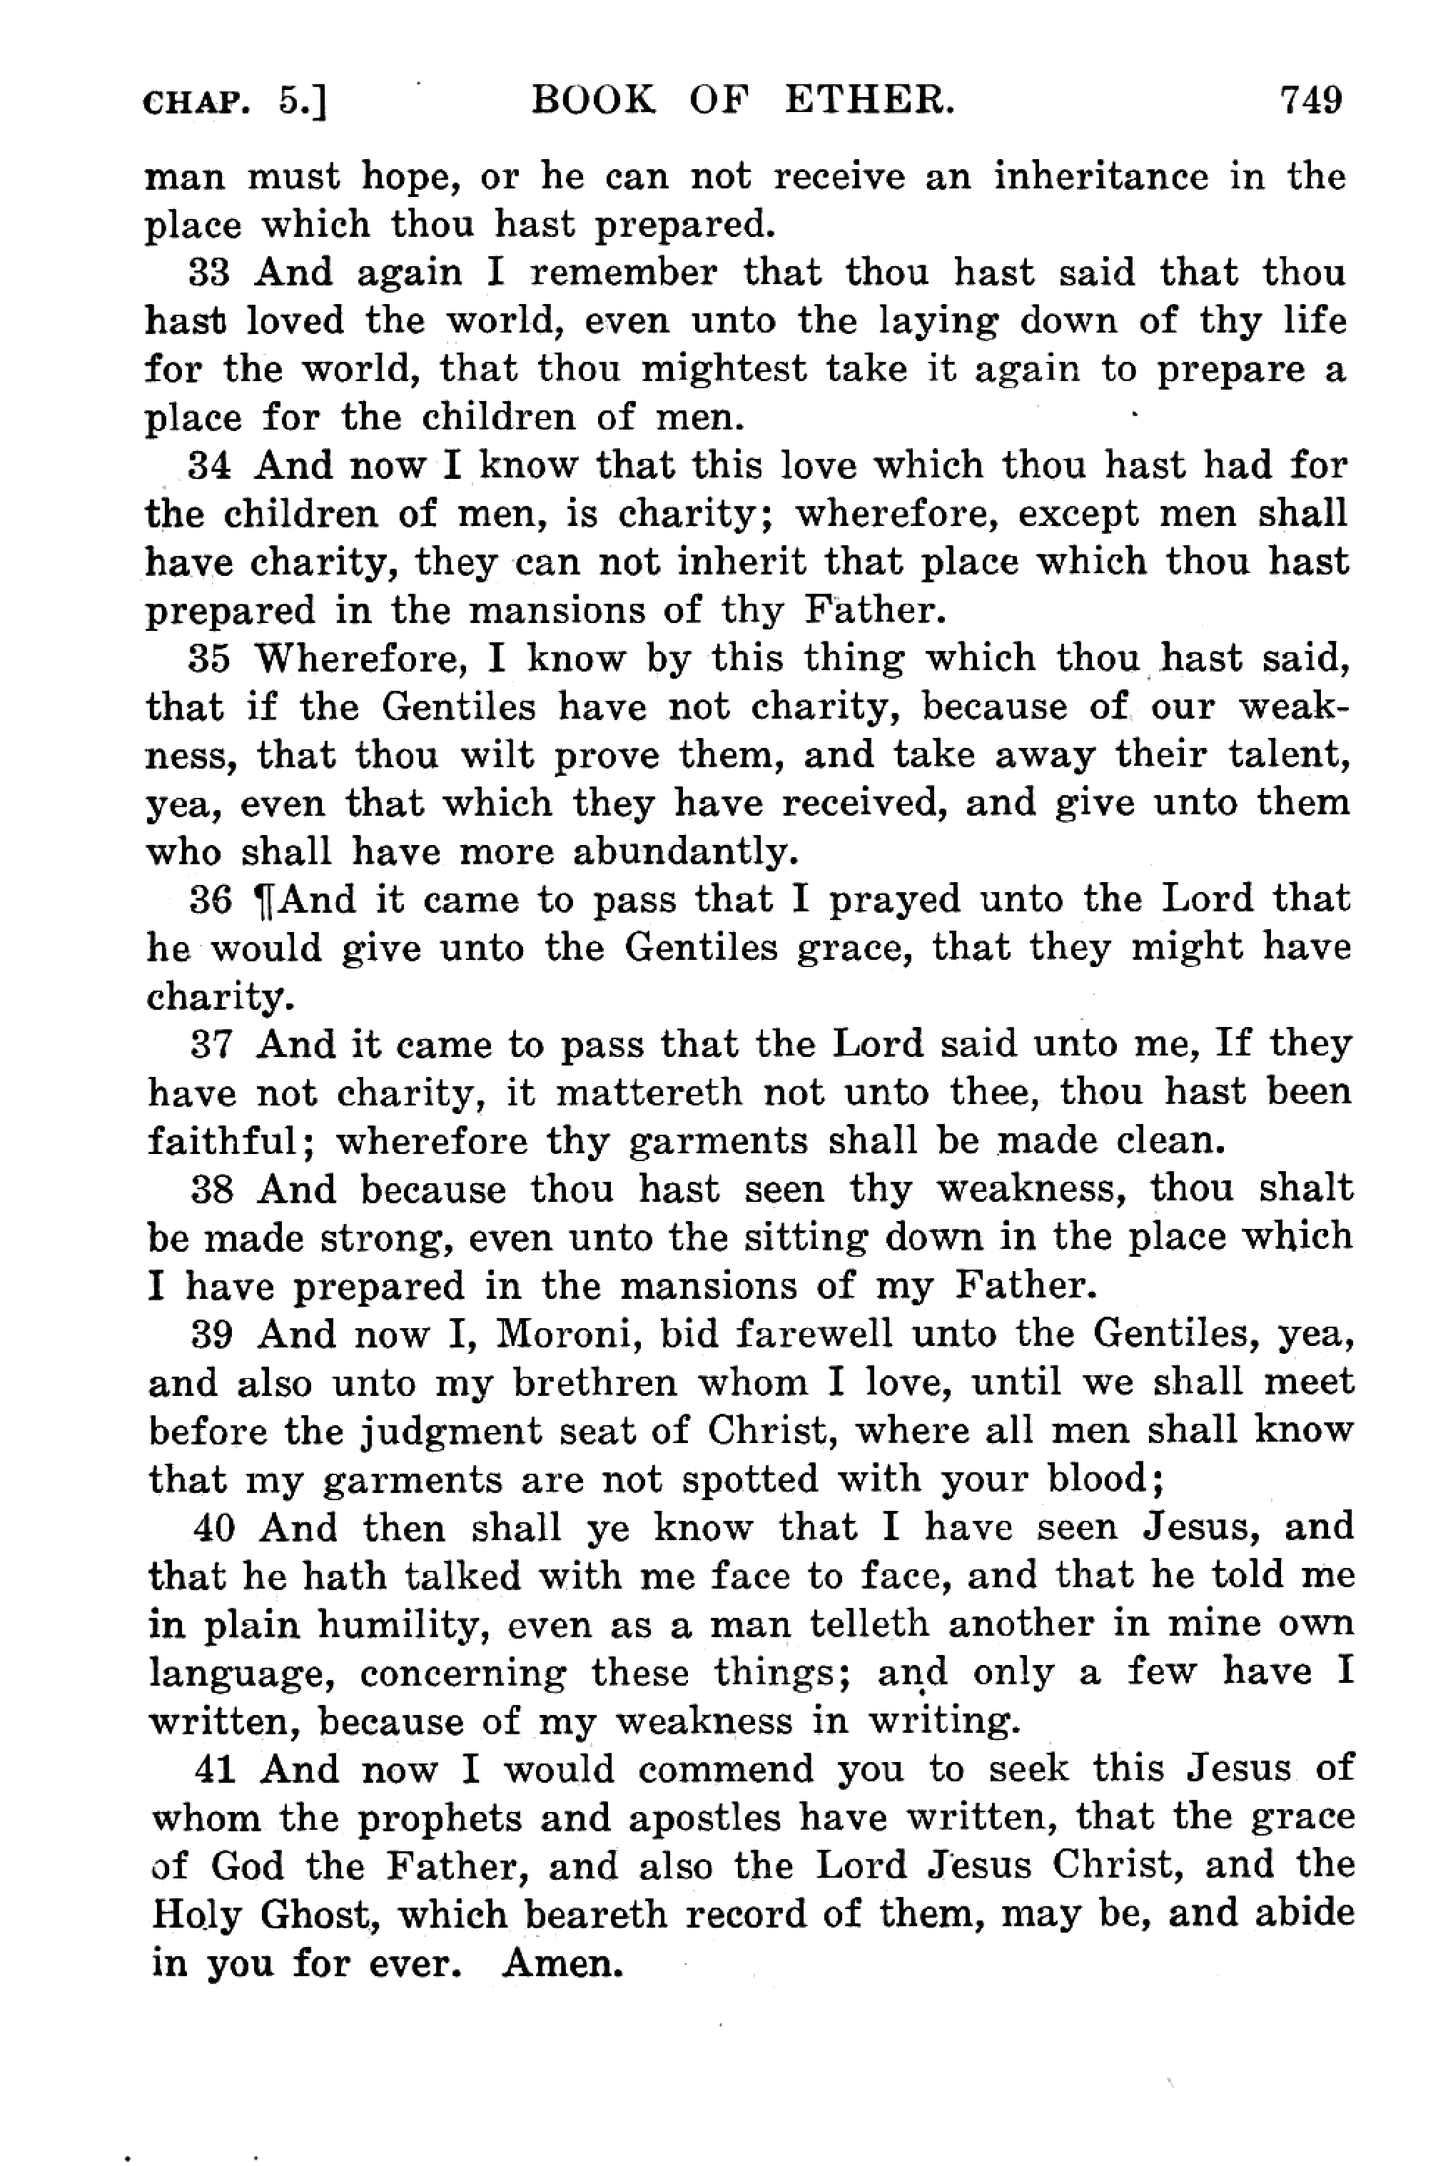 CHAP. 5.] BOOK OF ETHER. 749
man must hope, or he can not receive an inheritance in the
place which thou hast prepared.
33 And again I remember that thou hast said that thou
hast loved the world, even unto the laying down of thy life
for the world, that thou mightest take it again to prepare a
place for the children of men.
34 And now I know that this love which thou hast had for
the children of men, is charity; wherefore, except men shall
have charity, they can not inherit that place which thou hast
prepared in the mansions of thy Father.
35 Wherefore, I know by this thing which thou hast said,
that if the Gentiles have not charity, because of our weak-
ness, that thou wilt prove them, and take away their talent,
yea, even that which they have received, and give unto them
who shall have more abundantly.
36 ¶And it came to pass that I prayed unto the Lord that
he would give unto the Gentiles grace, that they might have
charity.
37 And it came to pass that the Lord said unto me, If they
have not charity, it mattereth not unto thee, thou hast been
faithful; wherefore thy garments shall be made clean.
38 And because thou hast seen thy weakness, thou shalt
be made strong, even unto the sitting down in the place which
I have prepared in the mansions of my Father.
39 And now I, Moroni, bid farewell unto the Gentiles, yea,
and also unto my brethren whom I love, until we shall meet
before the judgment seat of Christ, where all men shall know
that my garments are not spotted with your blood;
40 And then shall ye know that I have seen Jesus, and
that he hath talked with me face to face, and that he told me
in plain humility, even as a man telleth another in mine own
language, concerning these things; and only a few have I
written, because of my weakness in writing.
41 And now I would commend you to seek this Jesus of
whom the prophets and apostles have written, that the grace
of God the Father, and also the Lord Jesus Christ, and the
Holy Ghost, which beareth record of them, may be, and abide
in you for ever. Amen.